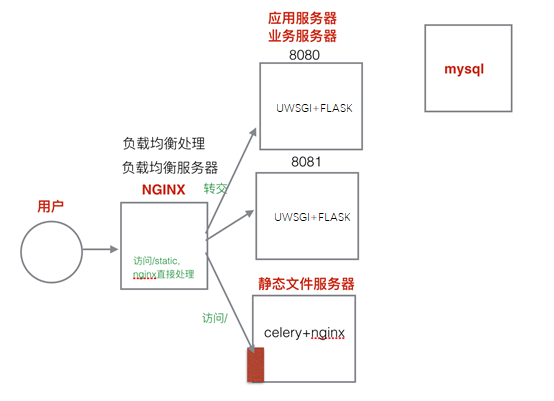 应用服务器
业务服务器
8080
UWSGI+FLASK
mysql
负载均衡处理
负载均衡服务器
NGINX
转交
8081
UWSGI+FLASK
用户
访问/static,
nginx直接处理
静态文件服务器
访问/
celery+nginx